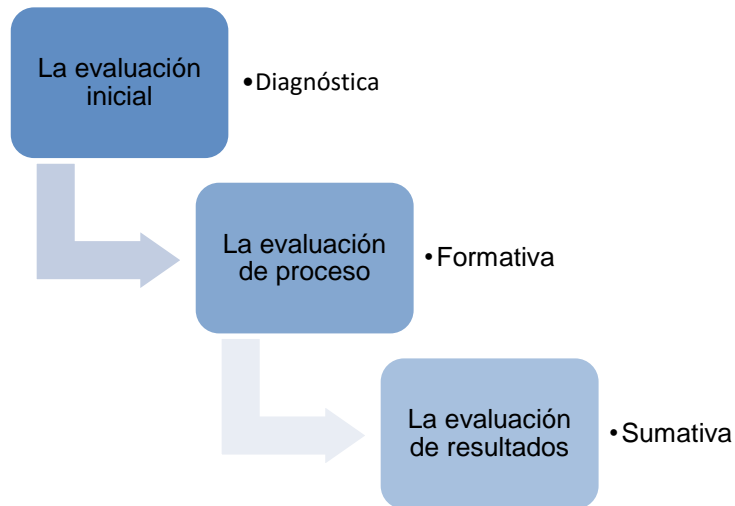 La evaluación
inicial
•Diagnóstica
La evaluación
de proceso
•Formativa
La evaluación
de resultados
•Sumativa